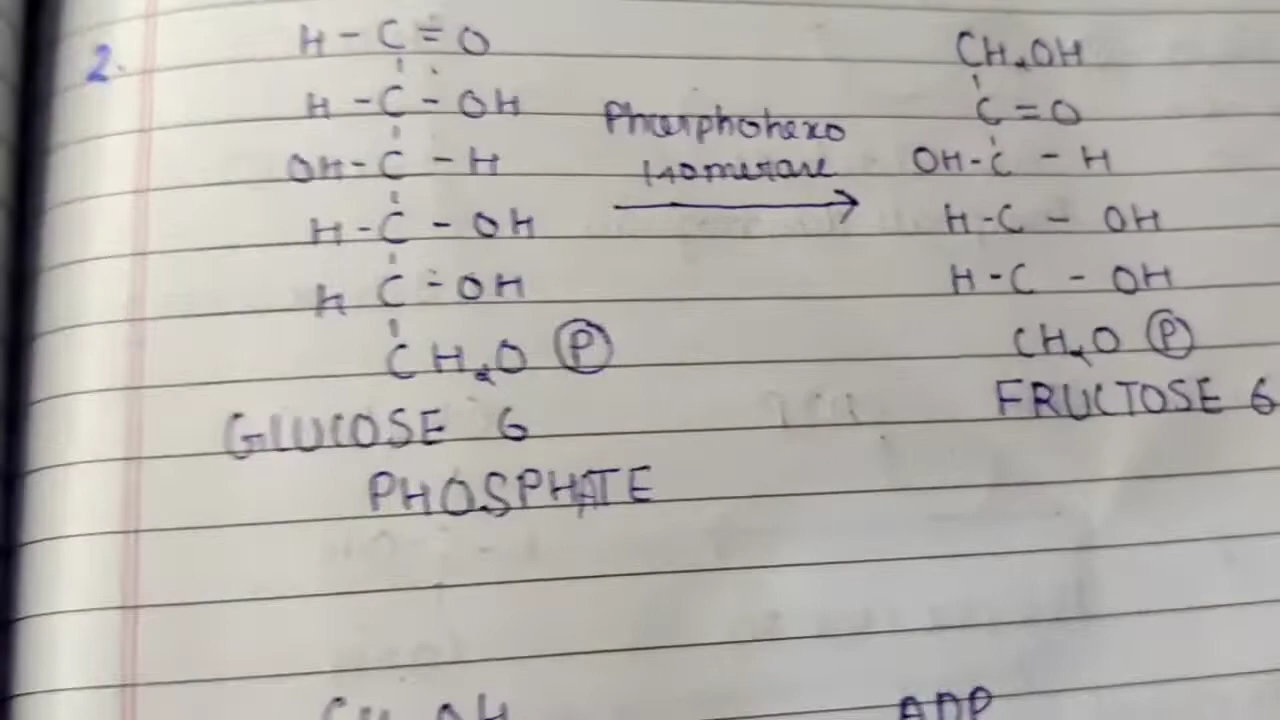 2.
H - C = O
H - C - OH
OH - C - H
H - C - OH
H C - OH
CH₂O (P)
GLUCOSE 6
PHOSPHATE
Phosphohexo
Isomerase
CH₂OH
C = O
OH - C - H
H - C - OH
H - C - OH
CH₂O (P)
FRUCTOSE 6
ADP